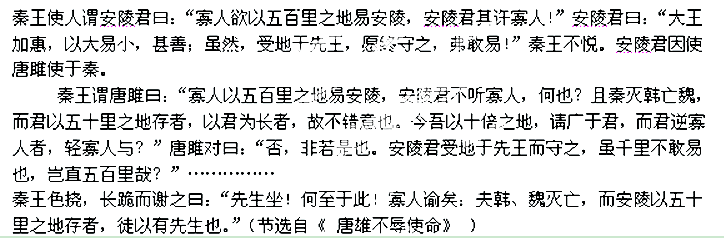 秦王使人谓安陵君曰：“寡人欲以五百里之地易安陵，安陵君其许寡人！”安陵君曰：“大王
加惠，以大易小，甚善；虽然，受地于先王，愿终守之，弗敢易！”秦王不悦。安陵君因使
唐雎使于秦。
秦王谓唐雎曰：“寡人以五百里之地易安陵，安陵君不听寡人，何也？且秦灭韩亡魏，
而君以五十里之地存者，以君为长者，故不错意也。今吾以十倍之地，请广于君，而君逆寡
人者，轻寡人与？”唐雎对曰：“否，非若是也。安陵君受地于先王而守之，虽千里不敢易
也，岂直五百里哉？”……………
秦王色挠，长跪而谢之曰：“先生坐！何至于此！寡人谕矣：夫韩、魏灭亡，而安陵以五十
里之地存者，徒以有先生也。”（节选自《 唐雄不辱使命》 ）